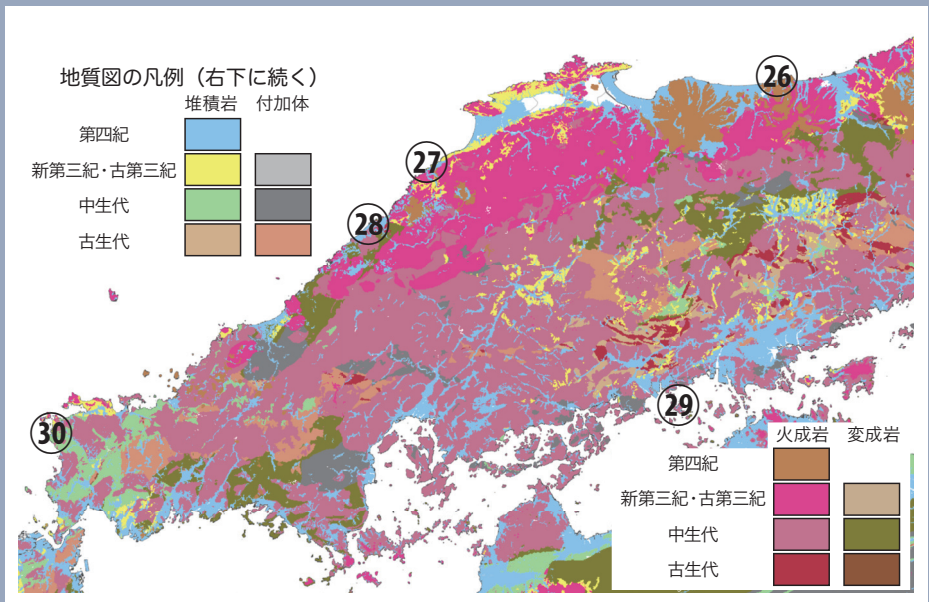 地質図の凡例（右下に続く）
堆積岩 付加体
第四紀
新第三紀・古第三紀
中生代
古生代
26
27
28
29
30
火成岩 変成岩
第四紀
新第三紀・古第三紀
中生代
古生代